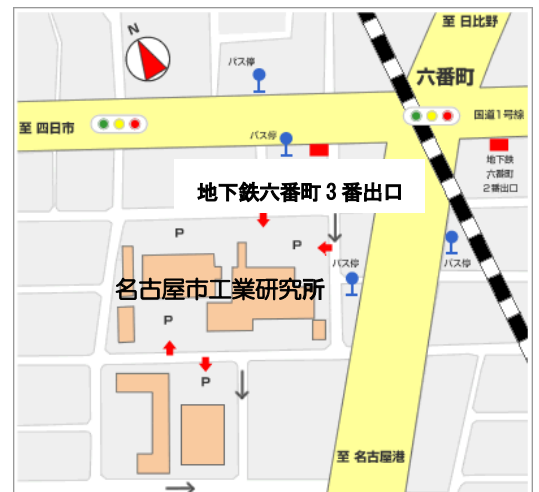 至 日比野
N
バス停
六番町
国道1号線
至 四日市
バス停
地下鉄
六番町
2番出口
地下鉄六番町3番出口
P
P
バス停
バス停
名古屋市工業研究所
P
P
至 名古屋港